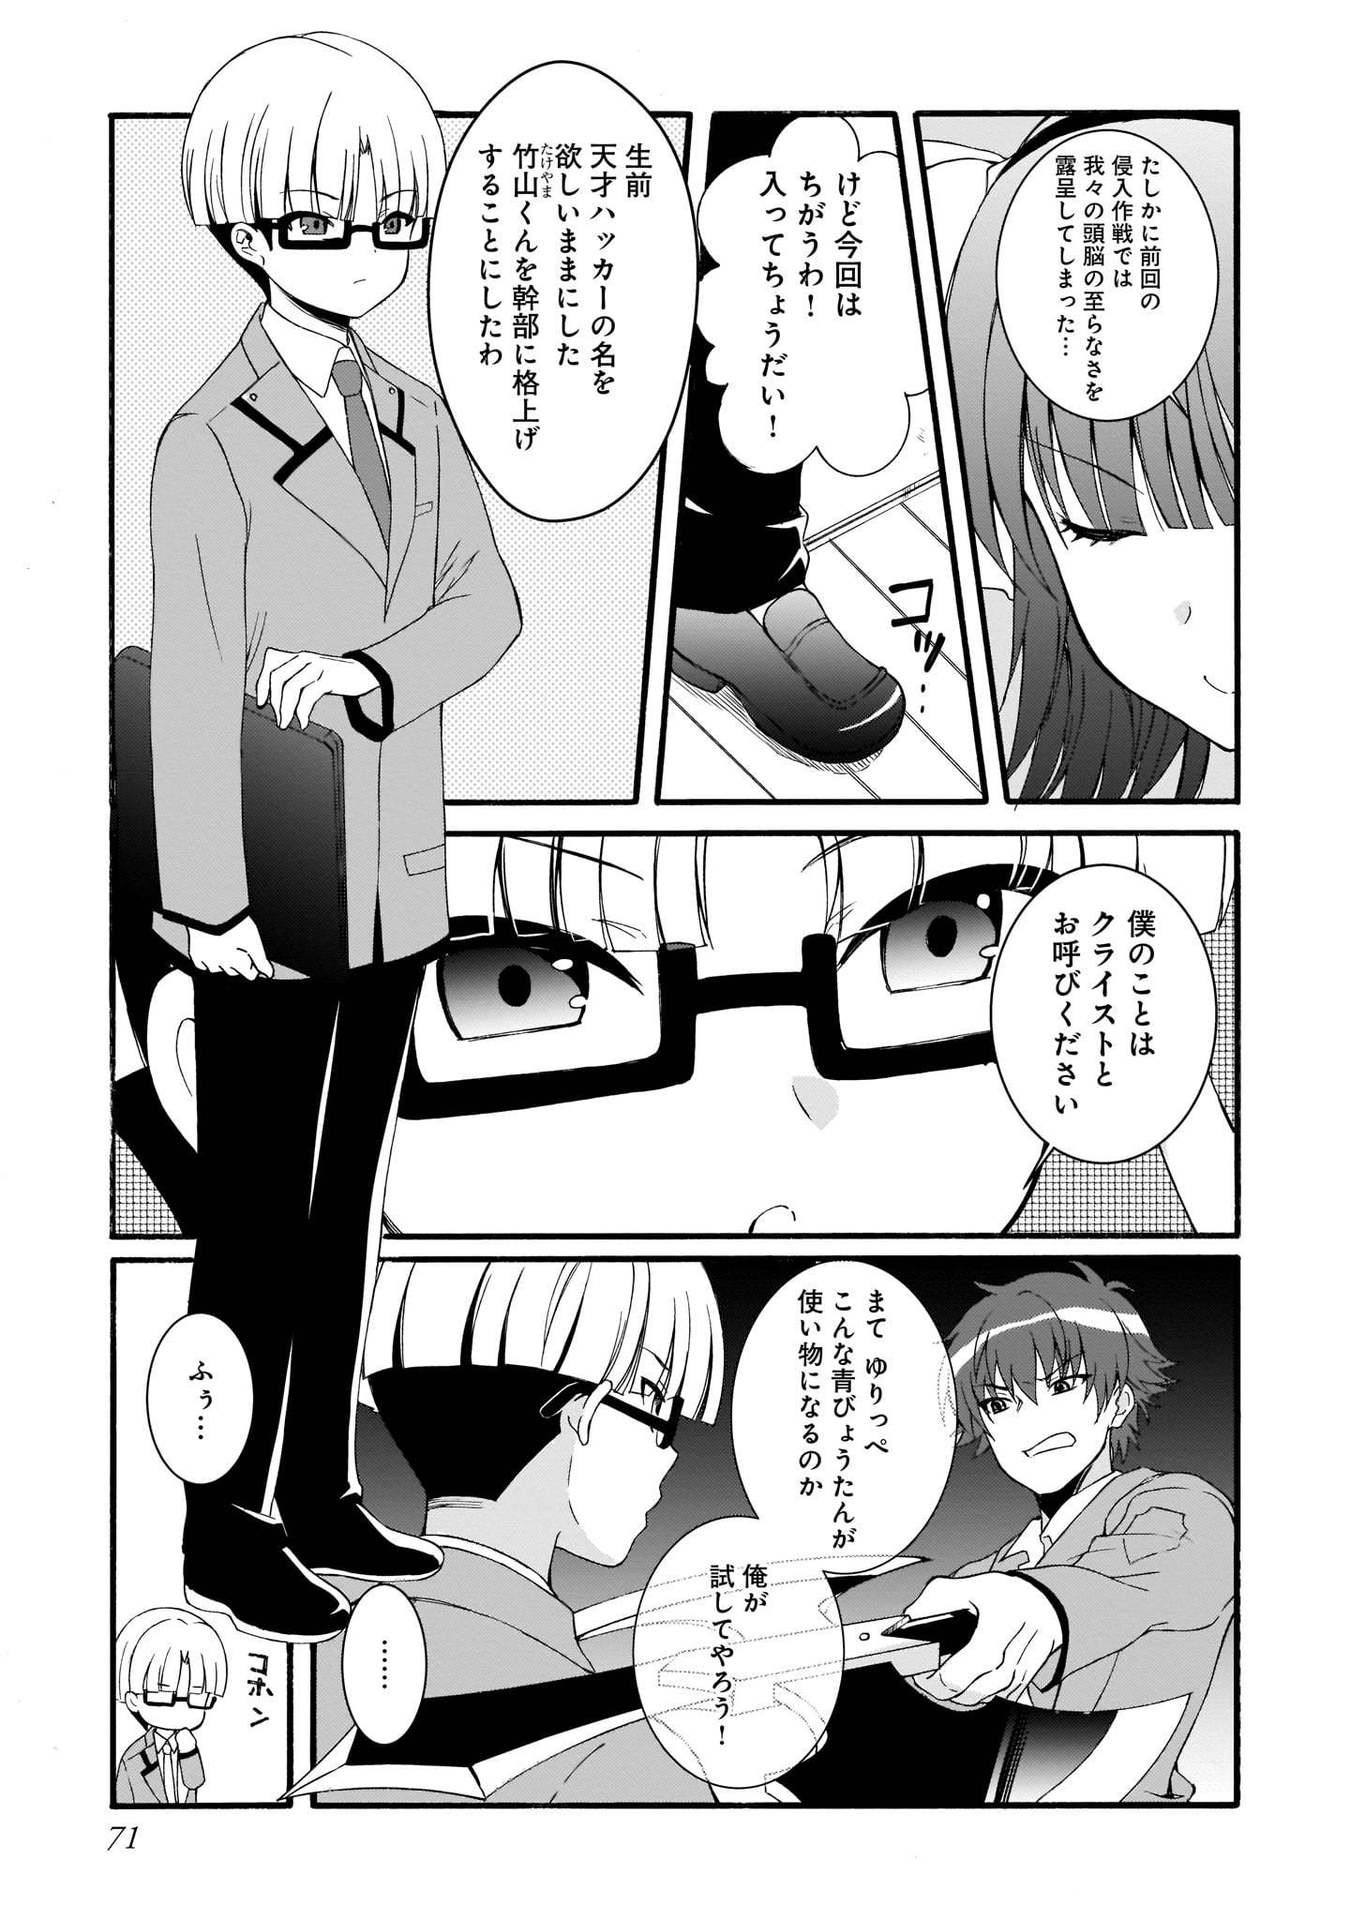 たしかに前回の
侵入作戦では
我々の頭脳の至らなさを
露呈してしまった…
けど今回は
ちがうわ!
入ってちょうだい!
コッ…
生前
天才ハッカーの名を
欲しいままにした
竹山くんを幹部に格上げ
たけやま
することにしたわ
僕のことは
クライストと
お呼びください
まて ゆりっぺ
こんな青びょうたんが
使い物になるのか
俺が
試してやろう!
……
ふぅ…
コホン
71